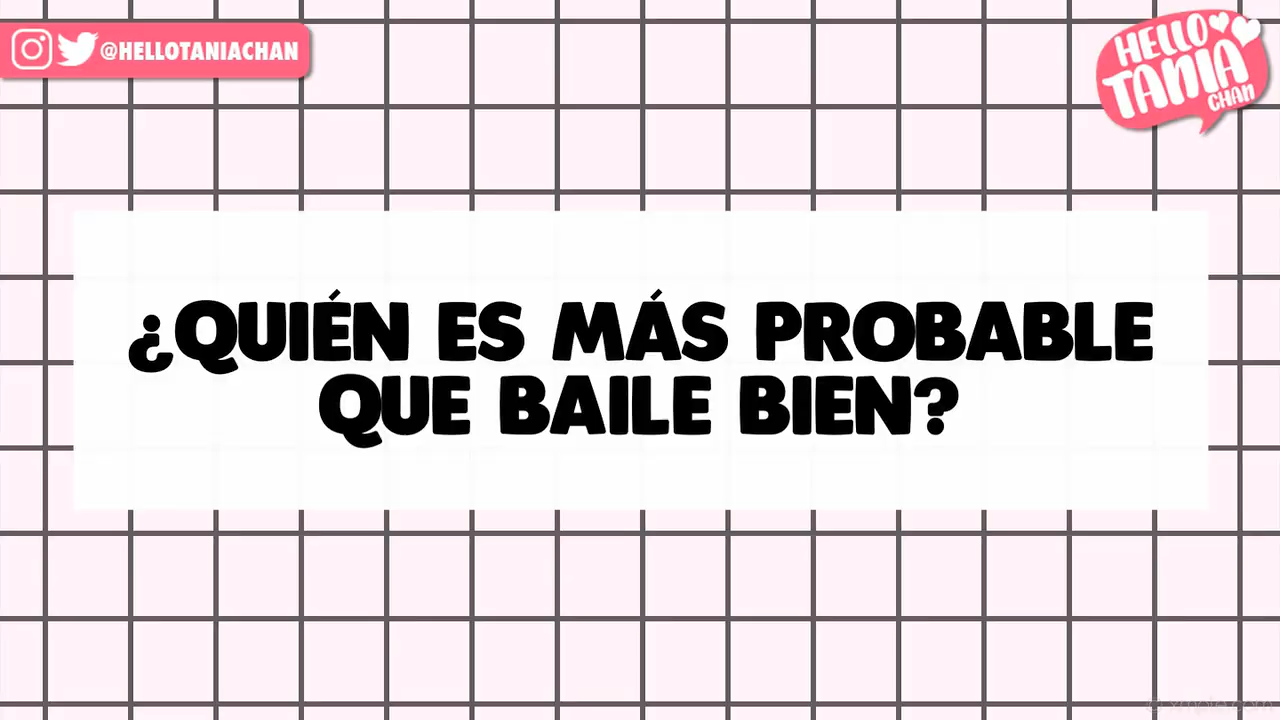 @HELLOTANIACHAN
HELLO
TANIA
CHAN
¿QUIÉN ES MÁS PROBABLE
QUE BAILE BIEN?